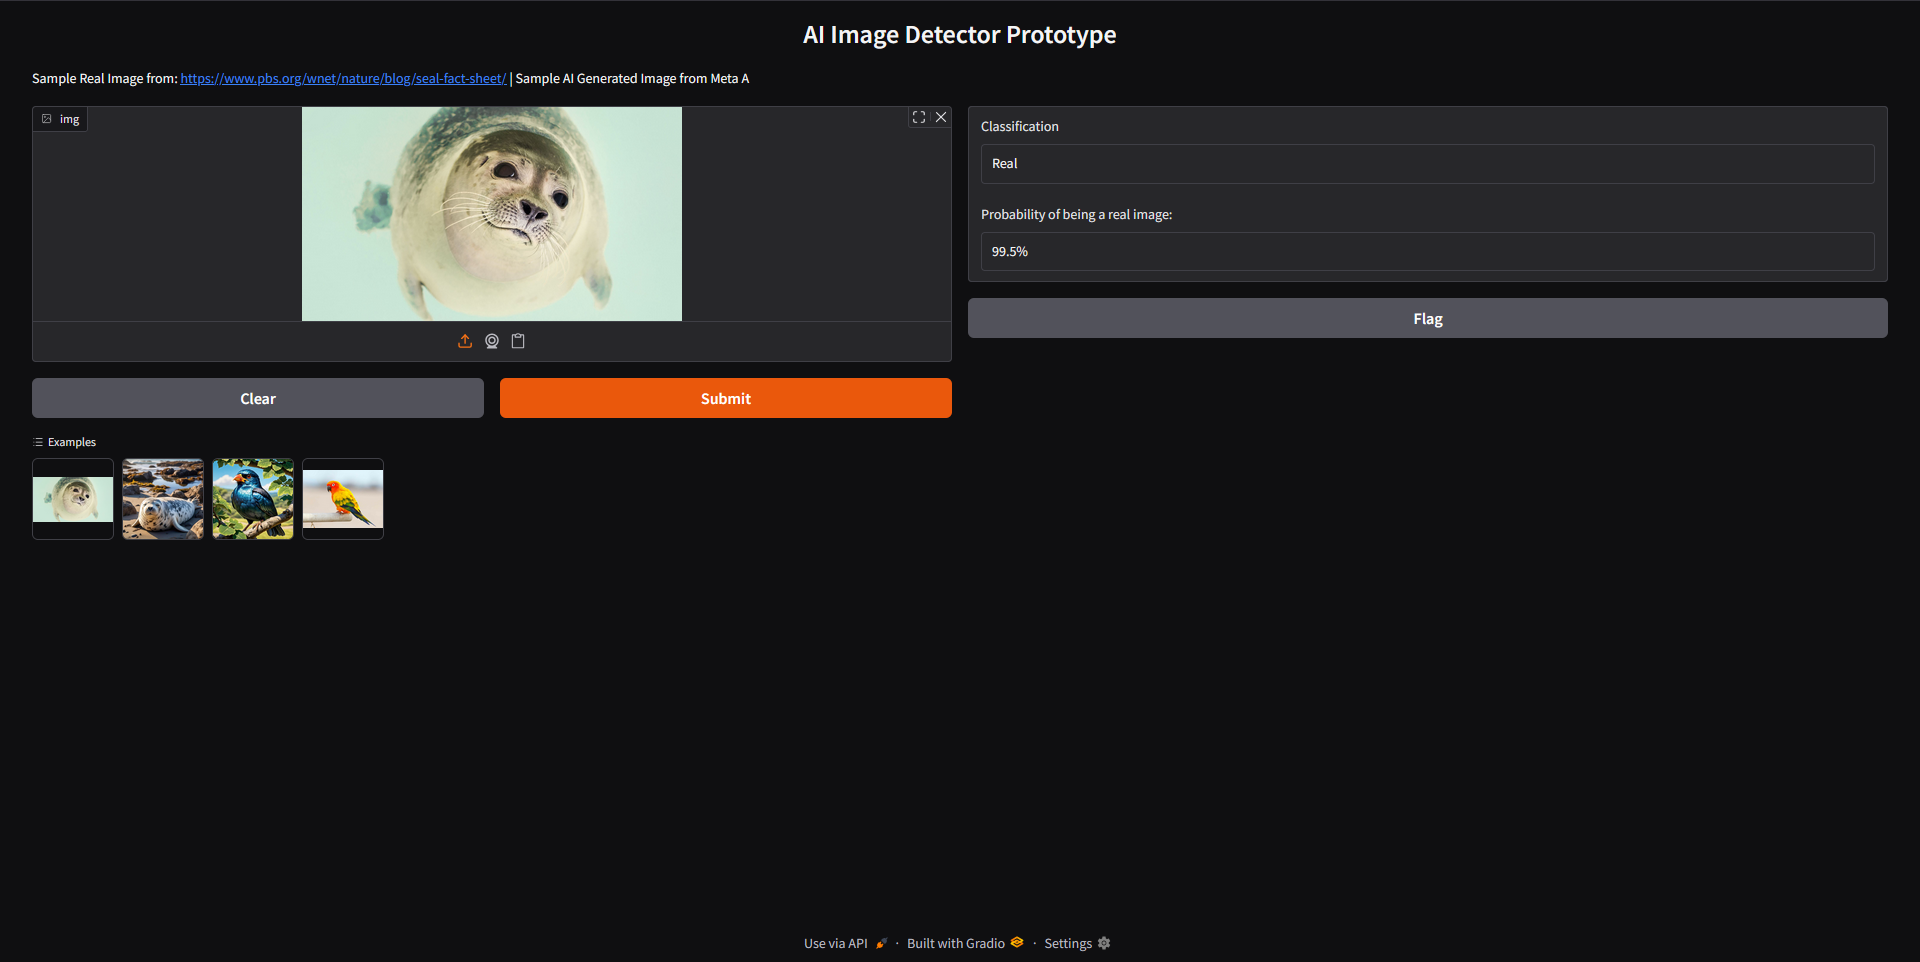 AI Image Detector Prototype
Sample Real Image from: https://www.pbs.org/wnet/nature/blog/seal-fact-sheet/ | Sample AI Generated Image from Meta A
img
Classification
Real
Probability of being a real image:
99.5%
Flag
Clear
Submit
Examples
Use via API · Built with Gradio · Settings